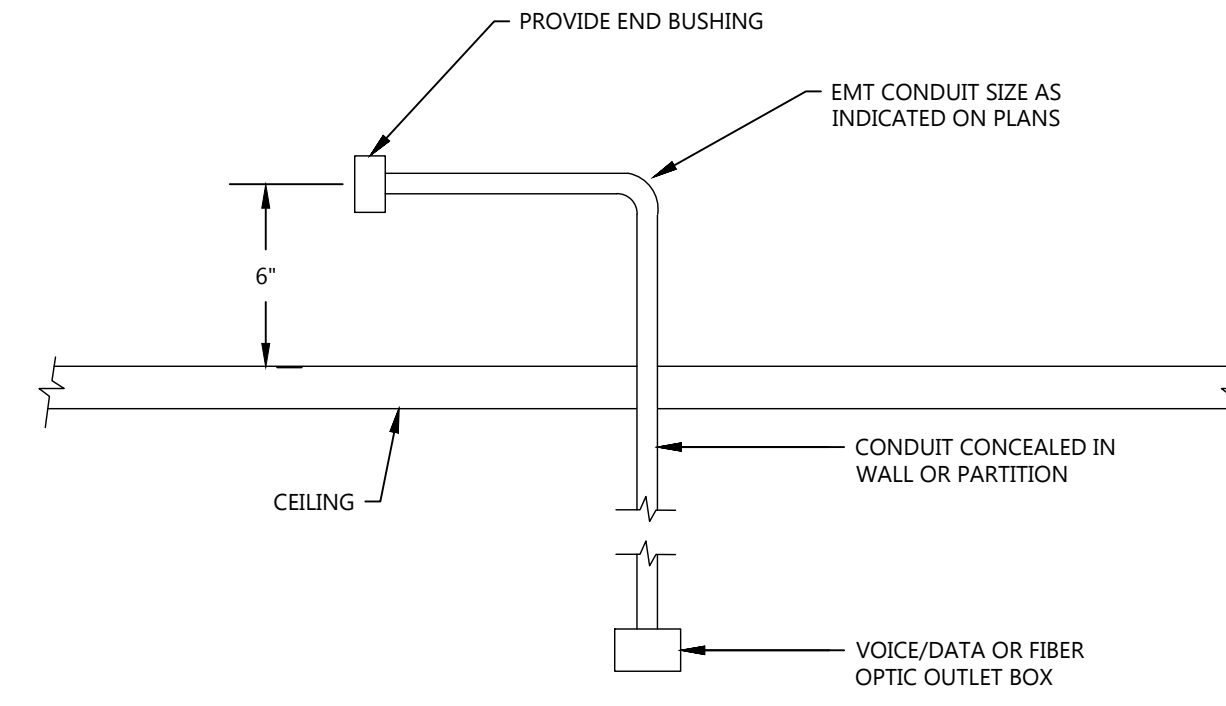 PROVIDE END BUSHING
EMT CONDUIT SIZE AS
INDICATED ON PLANS
6"
CONDUIT CONCEALED IN
WALL OR PARTITION
CEILING
VOICE/DATA OR FIBER
OPTIC OUTLET BOX